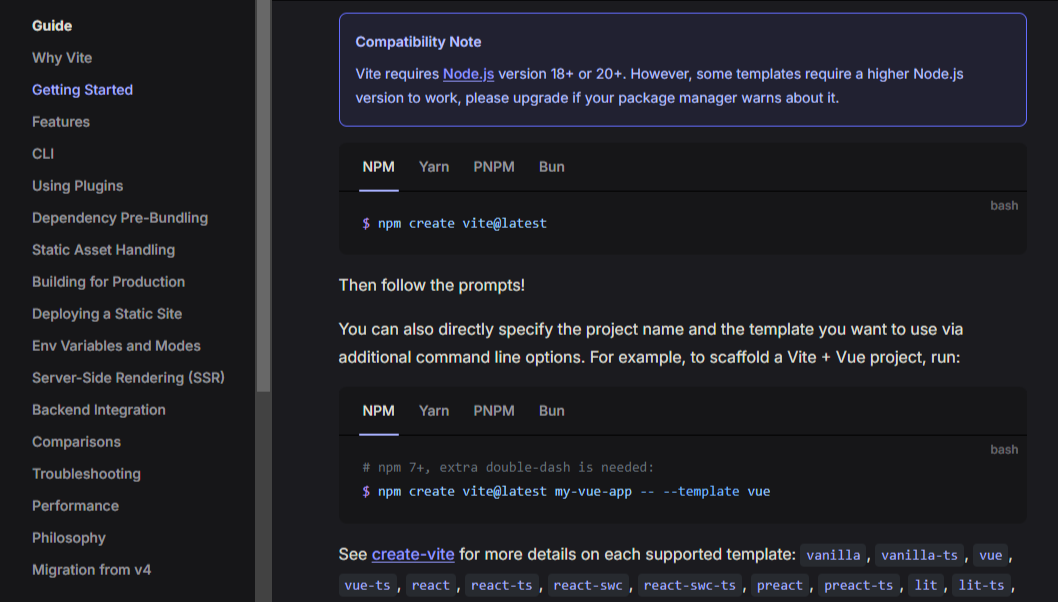 Guide
Why Vite
Getting Started
Features
CLI
Using Plugins
Dependency Pre-Bundling
Static Asset Handling
Building for Production
Deploying a Static Site
Env Variables and Modes
Server-Side Rendering (SSR)
Backend Integration
Comparisons
Troubleshooting
Performance
Philosophy
Migration from v4
Compatibility Note
Vite requires Node.js version 18+ or 20+. However, some templates require a higher Node.js
version to work, please upgrade if your package manager warns about it.
NPM Yarn PNPM Bun
bash
$ npm create vite@latest
Then follow the prompts!
You can also directly specify the project name and the template you want to use via
additional command line options. For example, to scaffold a Vite + Vue project, run:
NPM Yarn PNPM Bun
bash
# npm 7+, extra double-dash is needed:
$ npm create vite@latest my-vue-app -- --template vue
See create-vite for more details on each supported template: vanilla, vanilla-ts, vue,
vue-ts, react, react-ts, react-swc, react-swc-ts, preact, preact-ts, lit, lit-ts,